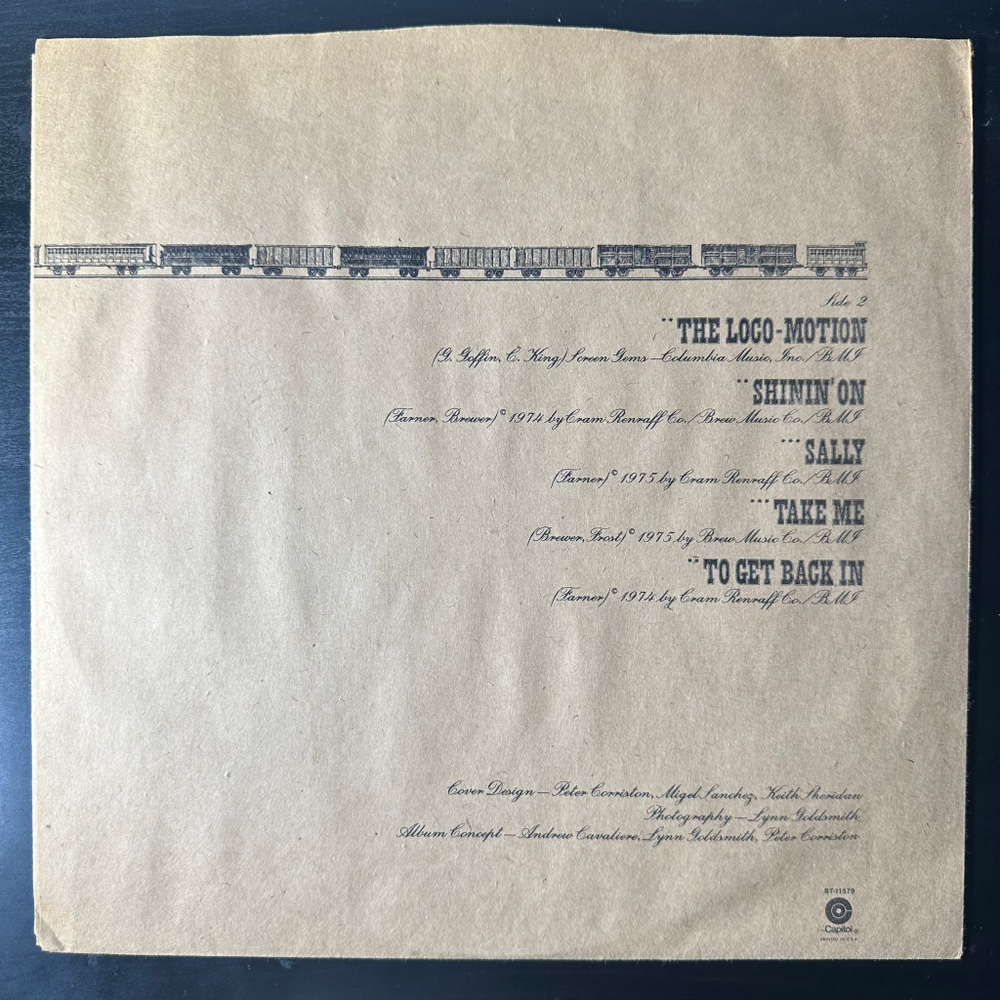 Side 2
¨THE LOCO-MOTION
(G. Goffin, C. King) Screen Gems—Columbia Music, Inc./BMI
¨SHININ' ON
(Farner, Brewer)© 1974 by Cram Renraff Co./Brew Music Co./BMI
···SALLY
(Farner)© 1975 by Cram Renraff Co./BMI
···TAKE ME
(Brewer, Frost)© 1975 by Brew Music Co./BMI
¨TO GET BACK IN
(Farner)© 1974 by Cram Renraff Co./BMI
Cover Design — Peter Corriston, Migel Sanchez, Keith Sheridan
Photography — Lynn Goldsmith
Album Concept — Andrew Cavaliere, Lynn Goldsmith, Peter Corriston
ST-11579
Capitol®
PRINTED IN U.S.A.